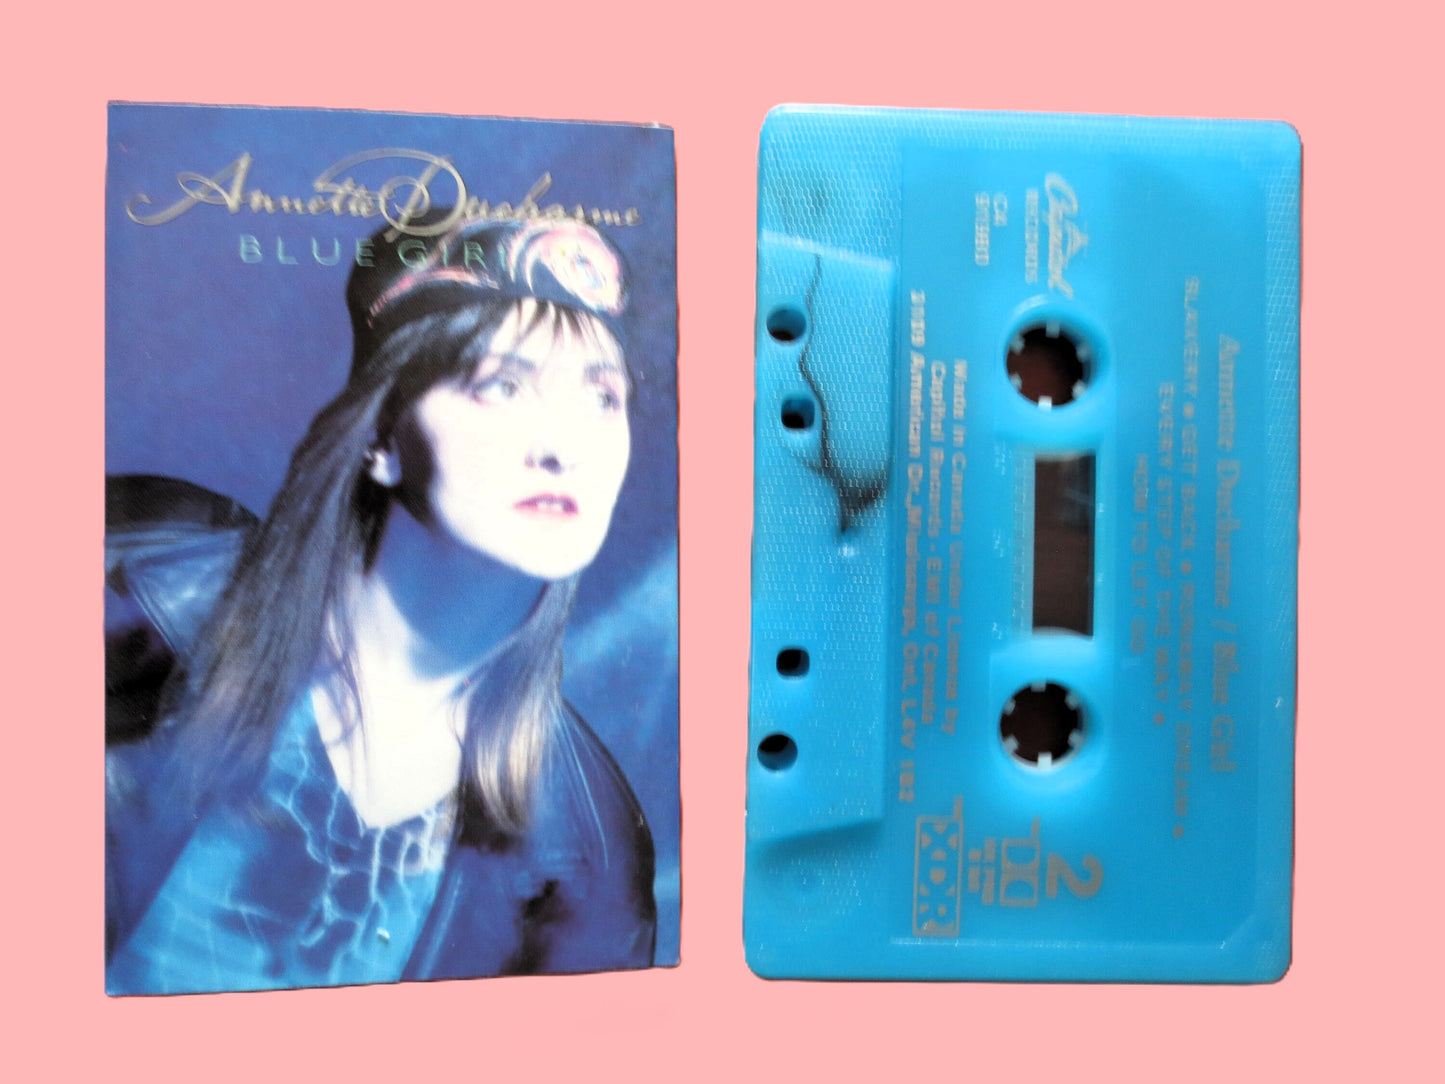 Annette Ducharme
BLUE GIRL
Annette Ducharme / Blue Girl
SLAVERY ● GET BACK ● RUNAWAY DREAM ●
EVERY STEP OF THE WAY ●
HOW TO LET GO
Capitol
RECORDS
C4
Made in Canada Under License by
Capitol Records - EMI of Canada
3109 American Dr., Mississauga, Ont. L4V 1B2
2
XDR